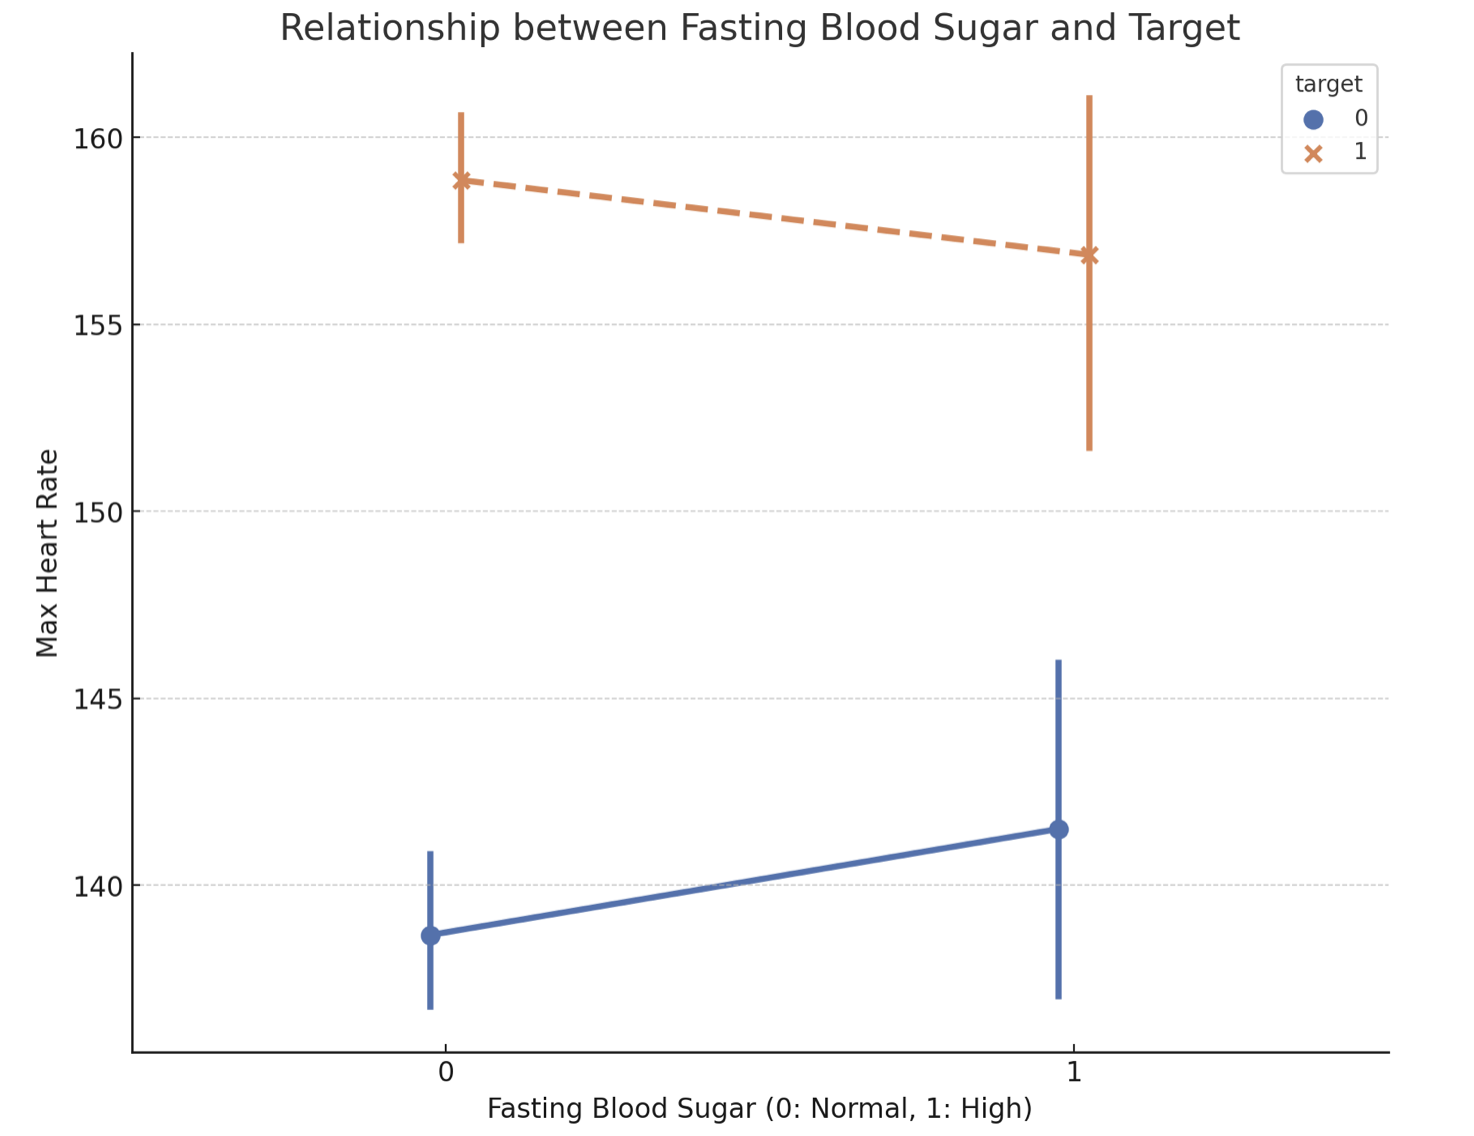 Relationship between Fasting Blood Sugar and Target
target
0
1
160
155
150
145
140
Max Heart Rate
0 1
Fasting Blood Sugar (0: Normal, 1: High)